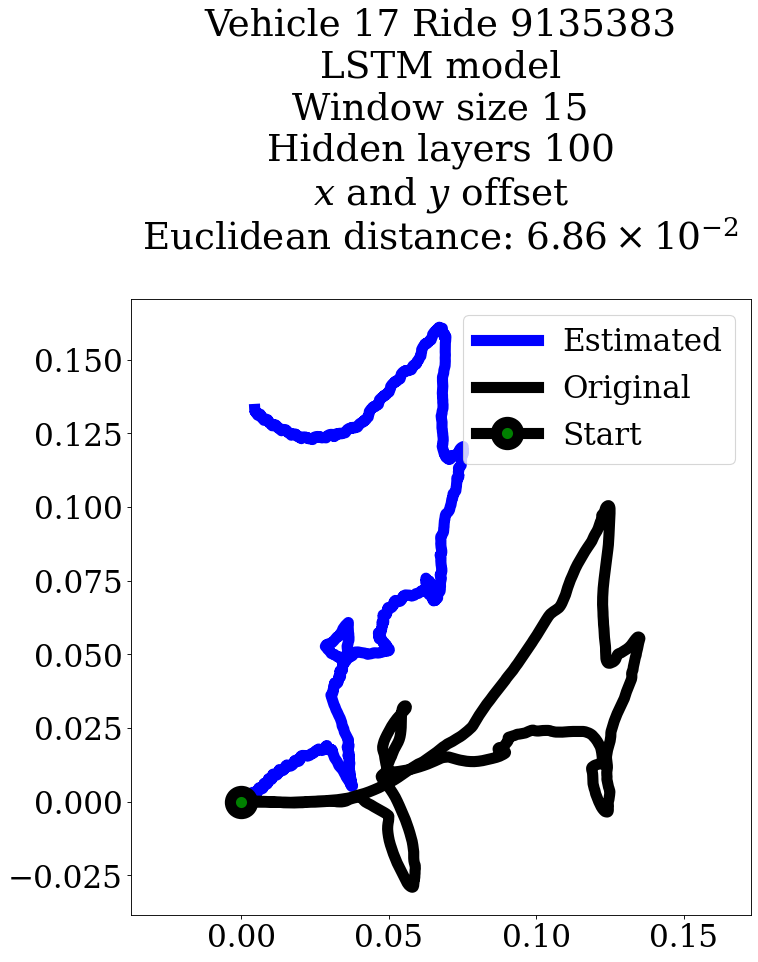 Vehicle 17 Ride 9135383
LSTM model
Window size 15
Hidden layers 100
x and y offset
Euclidean distance: 6.86 × 10⁻²
Estimated
Original
Start
0.150
0.125
0.100
0.075
0.050
0.025
0.000
−0.025
0.00 0.05 0.10 0.15